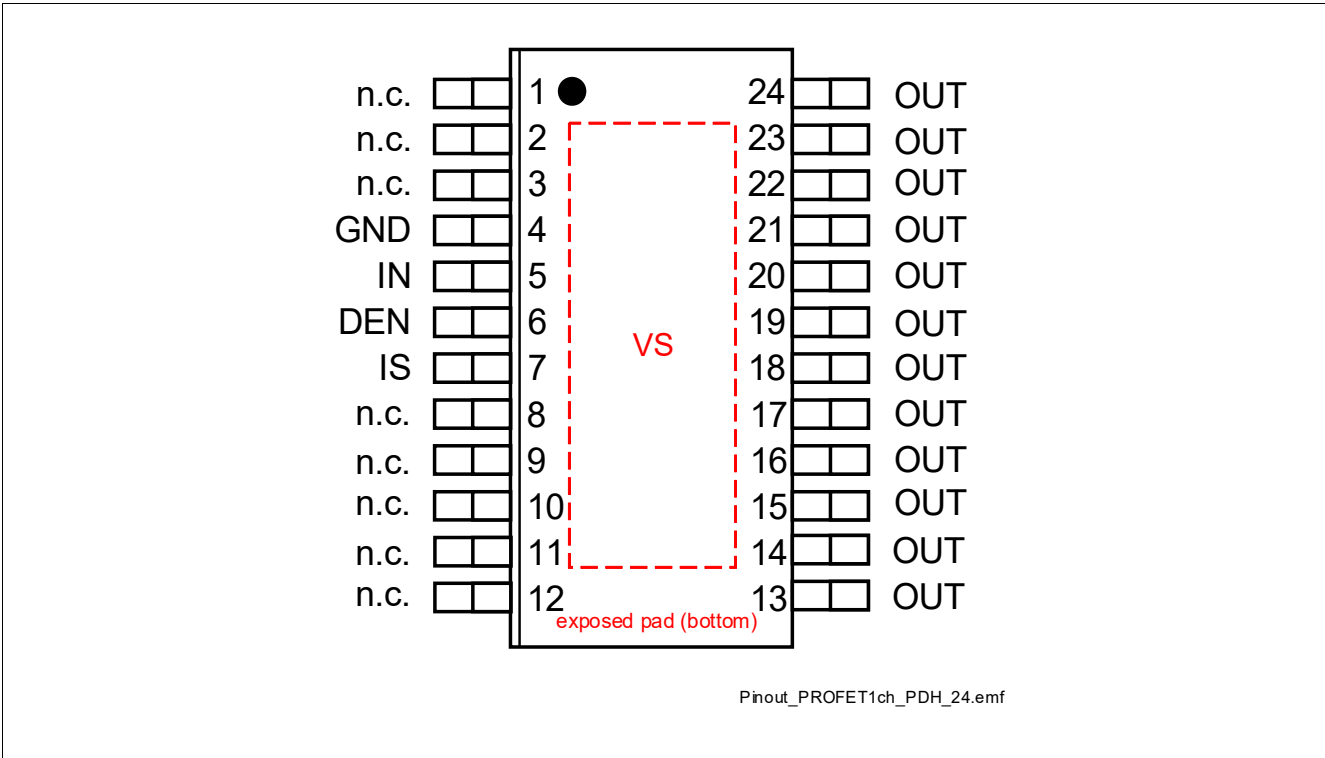 n.c. 1 24 OUT
n.c. 2 23 OUT
n.c. 3 22 OUT
GND 4 21 OUT
IN 5 20 OUT
DEN 6 19 OUT
VS
IS 7 18 OUT
n.c. 8 17 OUT
n.c. 9 16 OUT
n.c. 10 15 OUT
n.c. 11 14 OUT
n.c. 12 13 OUT
exposed pad (bottom)
Pinout_PROFET1ch_PDH_24.emf